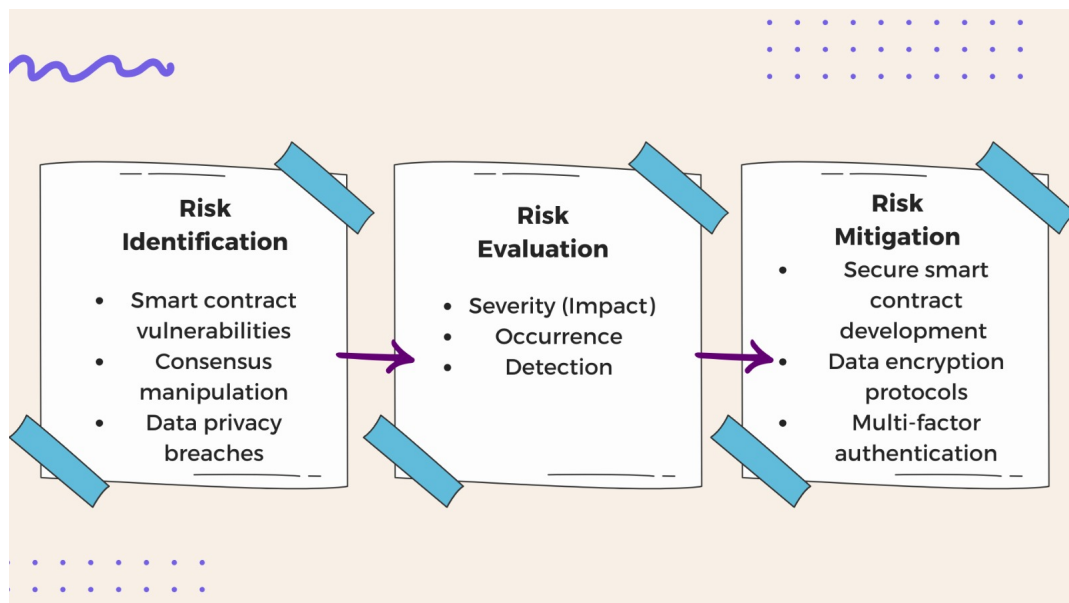 Risk
Identification
• Smart contract
vulnerabilities
• Consensus
manipulation
• Data privacy
breaches
Risk
Evaluation
• Severity (Impact)
• Occurrence
• Detection
Risk
Mitigation
• Secure smart
contract
development
• Data encryption
protocols
• Multi-factor
authentication